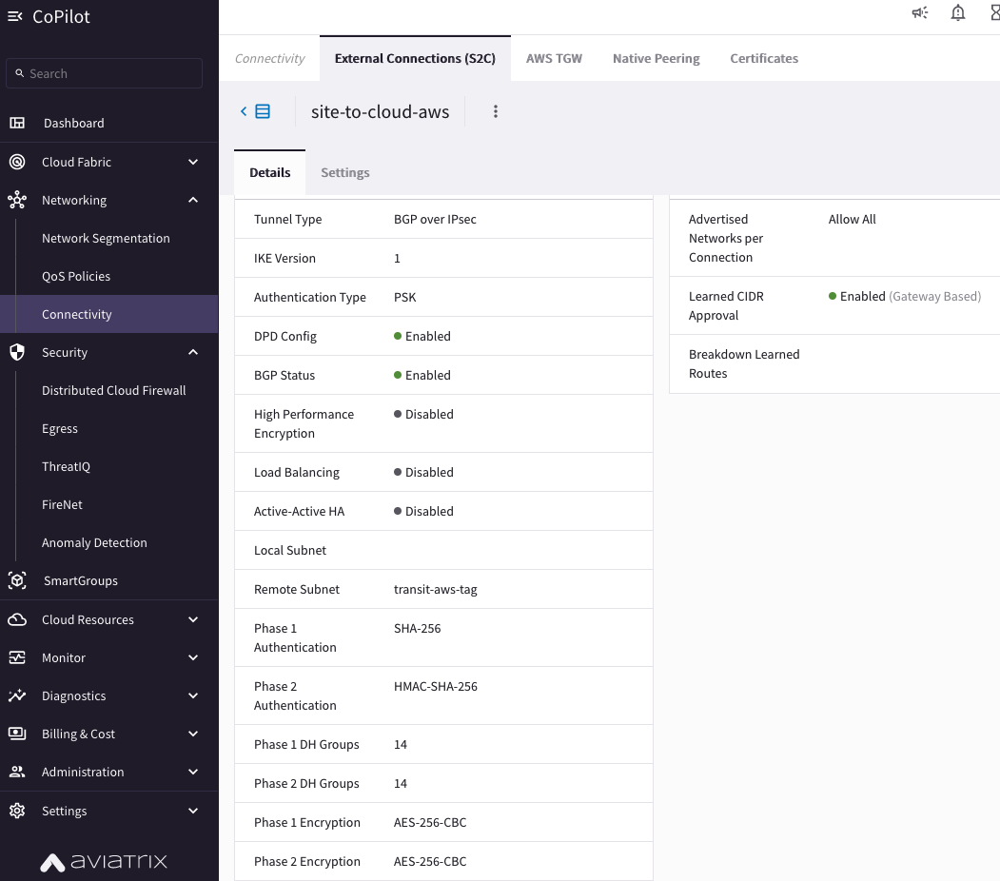 CoPilot
Search
Dashboard
Cloud Fabric
Networking
Network Segmentation
QoS Policies
Connectivity
Security
Distributed Cloud Firewall
Egress
ThreatIQ
FireNet
Anomaly Detection
SmartGroups
Cloud Resources
Monitor
Diagnostics
Billing & Cost
Administration
Settings
aviatrix
Connectivity External Connections (S2C) AWS TGW Native Peering Certificates
site-to-cloud-aws
Details Settings
Tunnel Type BGP over IPsec
IKE Version 1
Authentication Type PSK
DPD Config Enabled
BGP Status Enabled
High Performance Disabled
Encryption
Load Balancing Disabled
Active-Active HA Disabled
Local Subnet
Remote Subnet transit-aws-tag
Phase 1 SHA-256
Authentication
Phase 2 HMAC-SHA-256
Authentication
Phase 1 DH Groups 14
Phase 2 DH Groups 14
Phase 1 Encryption AES-256-CBC
Phase 2 Encryption AES-256-CBC
Advertised Allow All
Networks per
Connection
Learned CIDR Enabled (Gateway Based)
Approval
Breakdown Learned
Routes